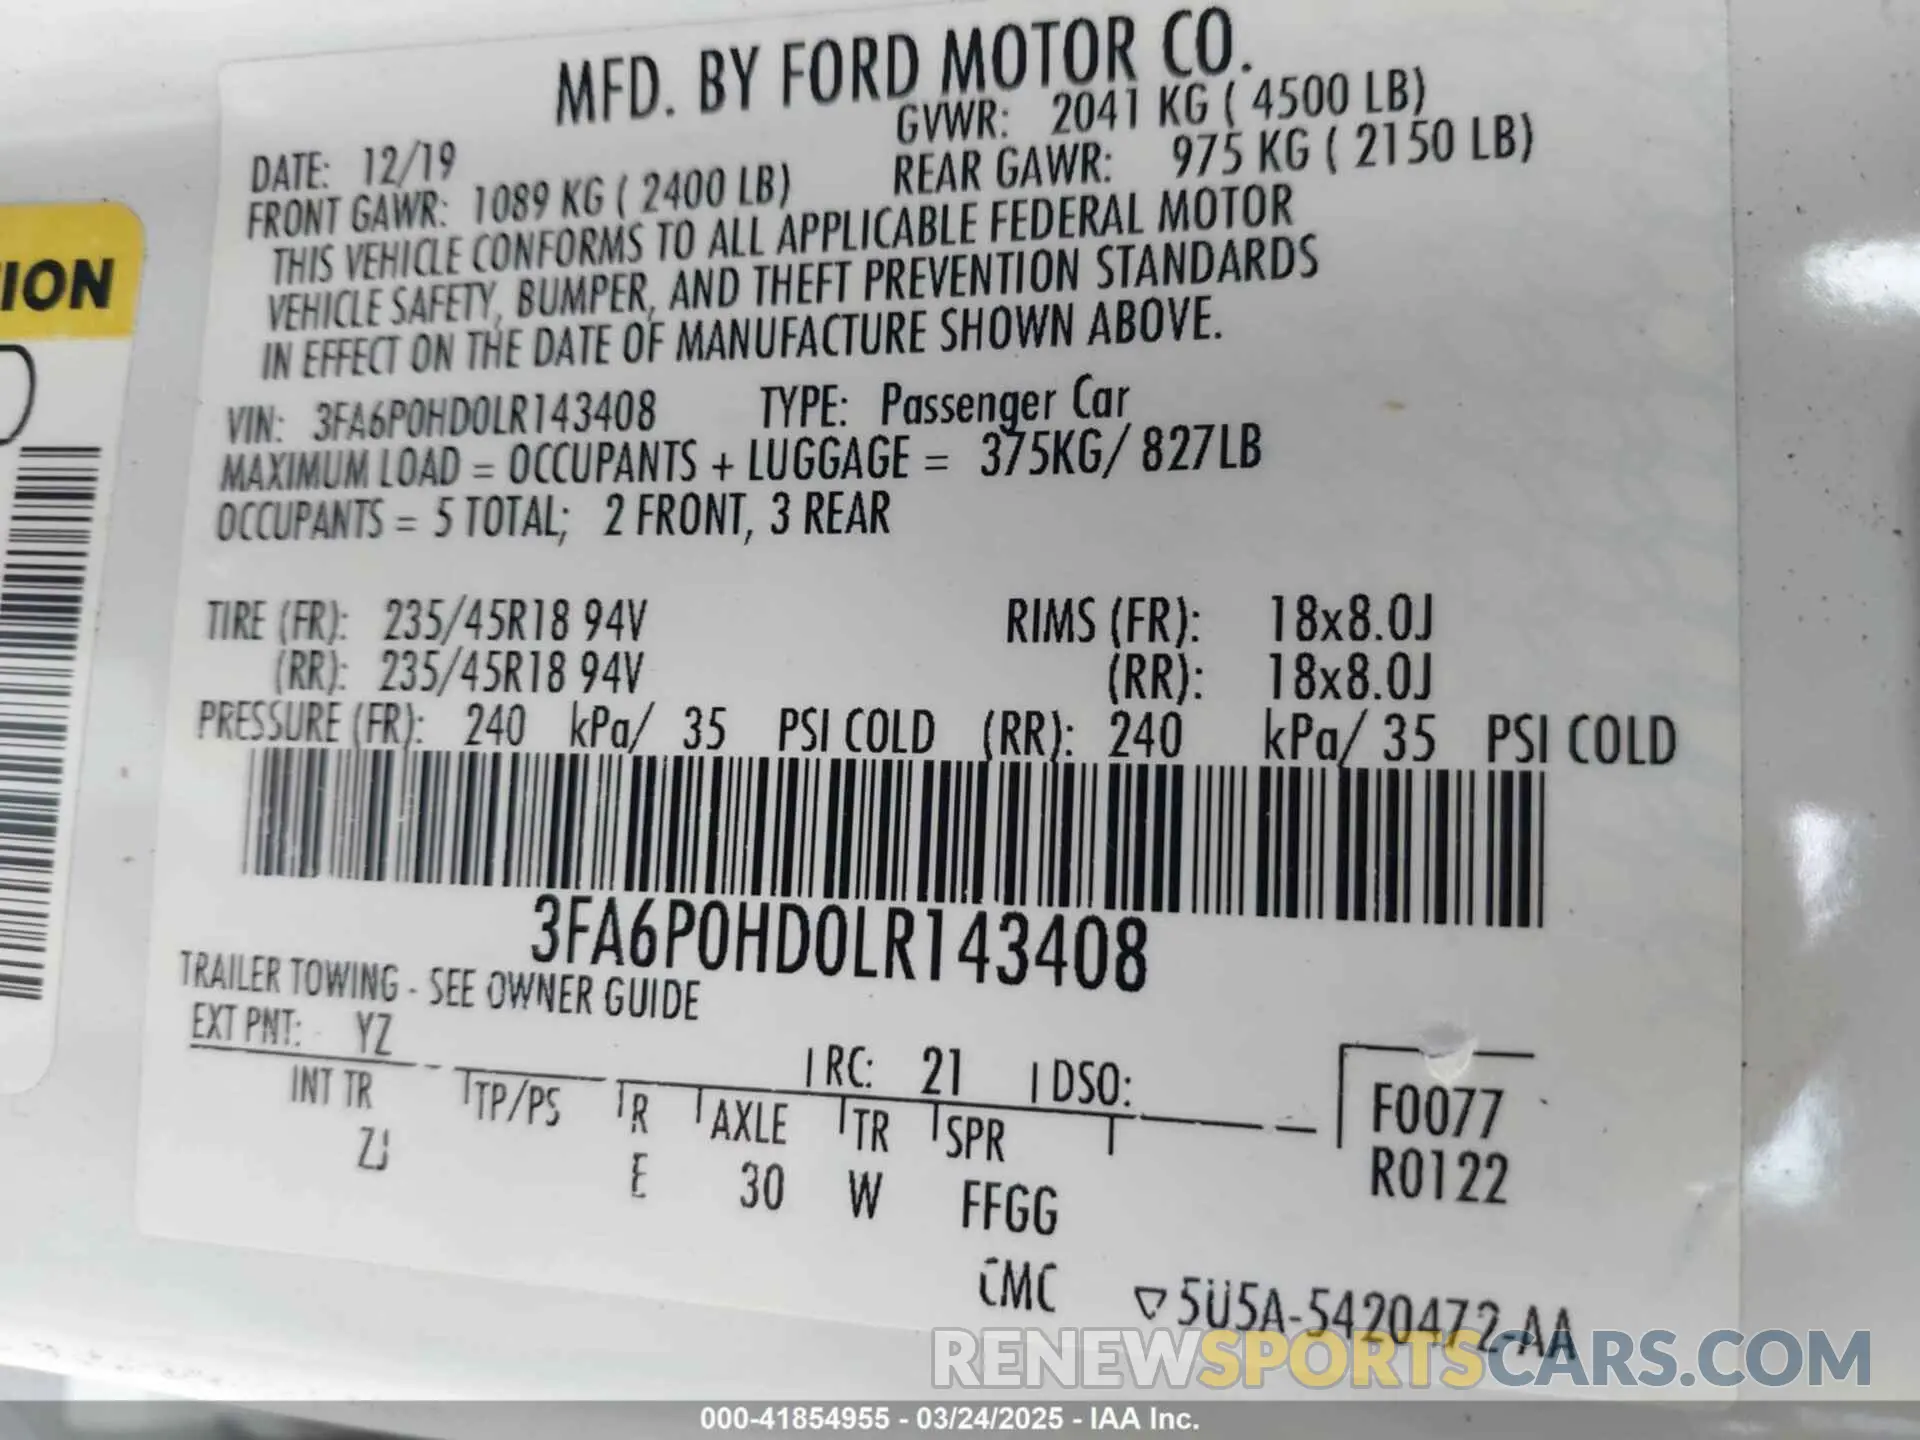 MFD. BY FORD MOTOR CO.
DATE: 12/19 GVWR: 2041 KG ( 4500 LB)
FRONT GAWR: 1089 KG ( 2400 LB) REAR GAWR: 975 KG ( 2150 LB)
THIS VEHICLE CONFORMS TO ALL APPLICABLE FEDERAL MOTOR
VEHICLE SAFETY, BUMPER, AND THEFT PREVENTION STANDARDS
IN EFFECT ON THE DATE OF MANUFACTURE SHOWN ABOVE.
ION
VIN: 3FA6P0HD0LR143408 TYPE: Passenger Car
MAXIMUM LOAD = OCCUPANTS + LUGGAGE = 375KG/ 827LB
OCCUPANTS = 5 TOTAL; 2 FRONT, 3 REAR
TIRE (FR): 235/45R18 94V RIMS (FR): 18x8.0J
(RR): 235/45R18 94V (RR): 18x8.0J
PRESSURE (FR): 240 kPa/ 35 PSI COLD (RR): 240 kPa/ 35 PSI COLD
3FA6P0HD0LR143408
TRAILER TOWING - SEE OWNER GUIDE
EXT PNT: YZ RC: 21 DSO:
INT TR TP/PS R AXLE TR SPR F0077
ZJ E 30 W FFGG R0122
CMC 5U5A-5420472-AA
RENEWSPORTSCARS.COM
000-41854955 - 03/24/2025 - IAA Inc.